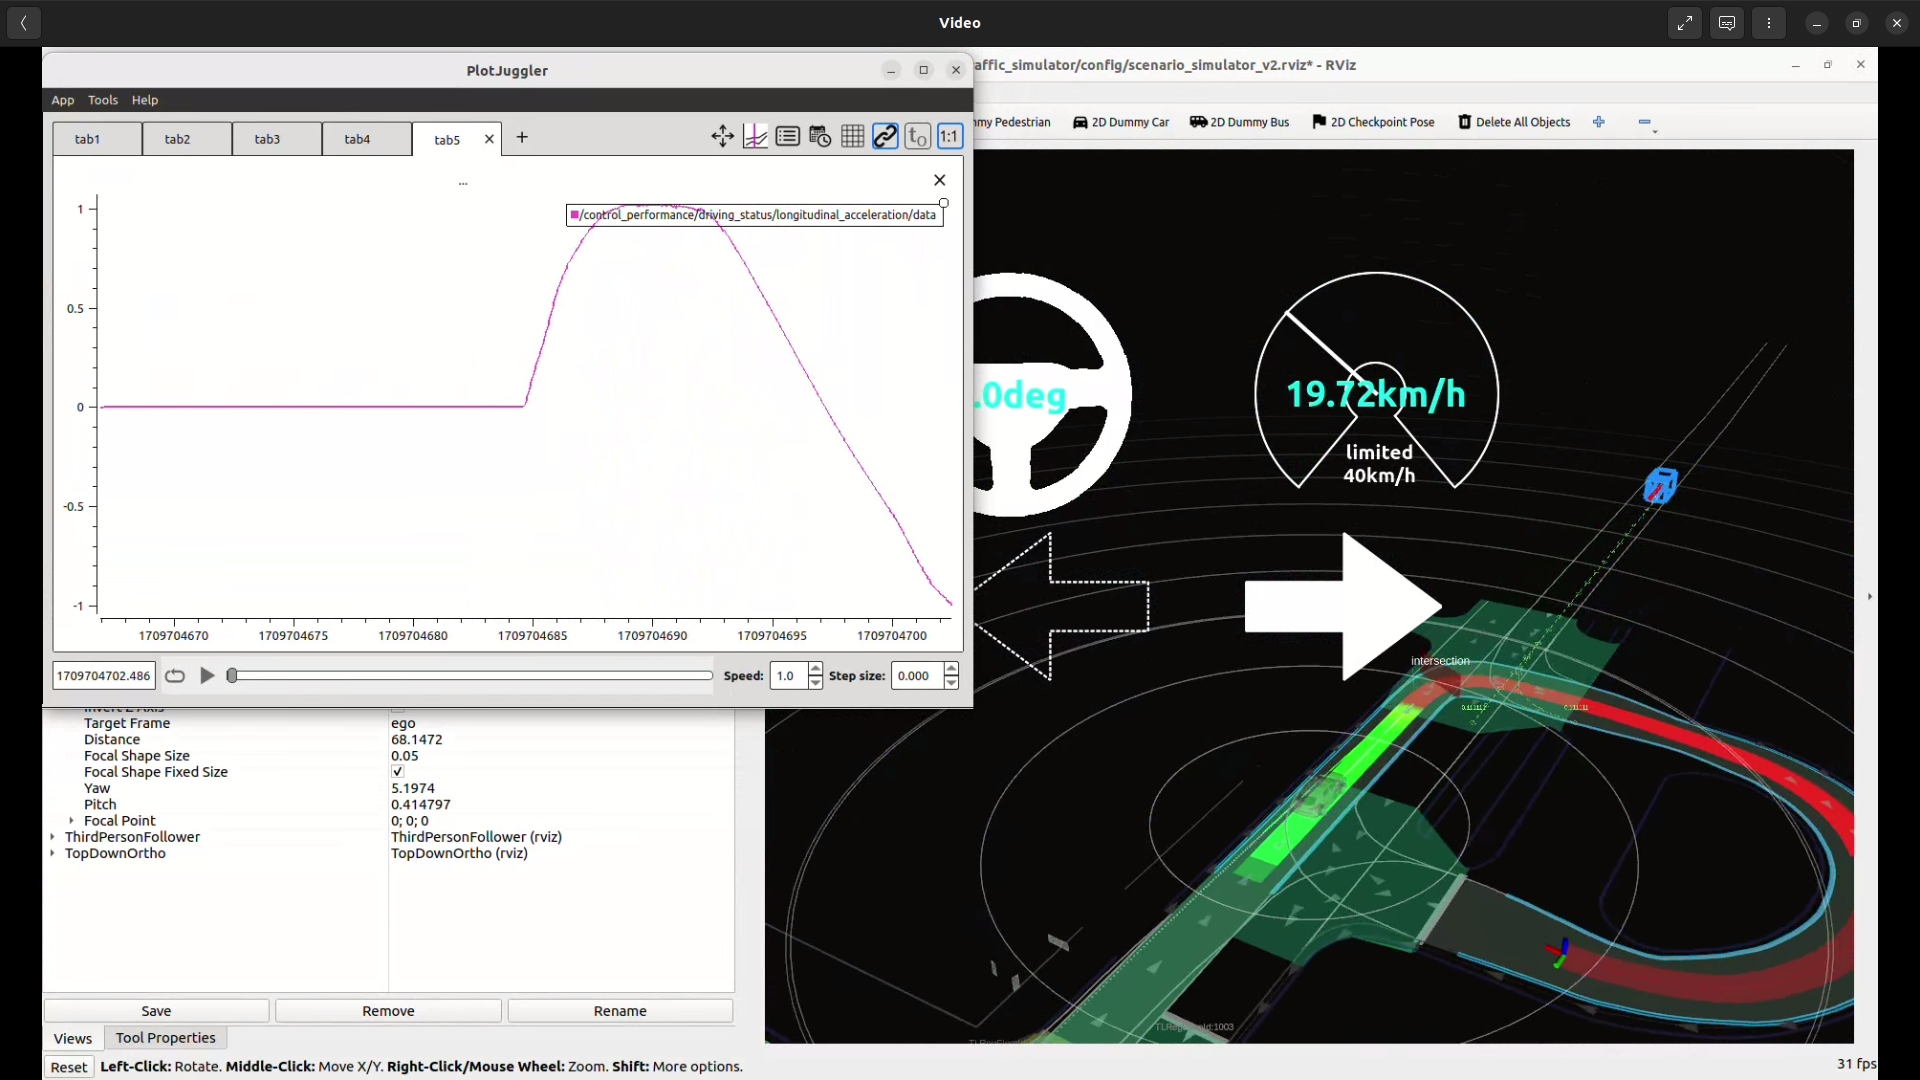 Video
PlotJuggler
App Tools Help
tab1 tab2 tab3 tab4 tab5
1:1
...
/control_performance/driving_status/longitudinal_acceleration/data
1
0.5
0
-0.5
-1
1709704670 1709704675 1709704680 1709704685 1709704690 1709704695 1709704700
1709704702.486 Speed: 1.0 Step size: 0.000
affic_simulator/config/scenario_simulator_v2.rviz* - RViz
my Pedestrian 2D Dummy Car 2D Dummy Bus 2D Checkpoint Pose Delete All Objects
.0deg
19.72km/h
limited
40km/h
intersection
Target Frame ego
Distance 68.1472
Focal Shape Size 0.05
Focal Shape Fixed Size
Yaw 5.1974
Pitch 0.414797
Focal Point 0; 0; 0
ThirdPersonFollower ThirdPersonFollower (rviz)
TopDownOrtho TopDownOrtho (rviz)
Save Remove Rename
Views Tool Properties
Reset Left-Click: Rotate. Middle-Click: Move X/Y. Right-Click/Mouse Wheel: Zoom. Shift: More options.
31 fps